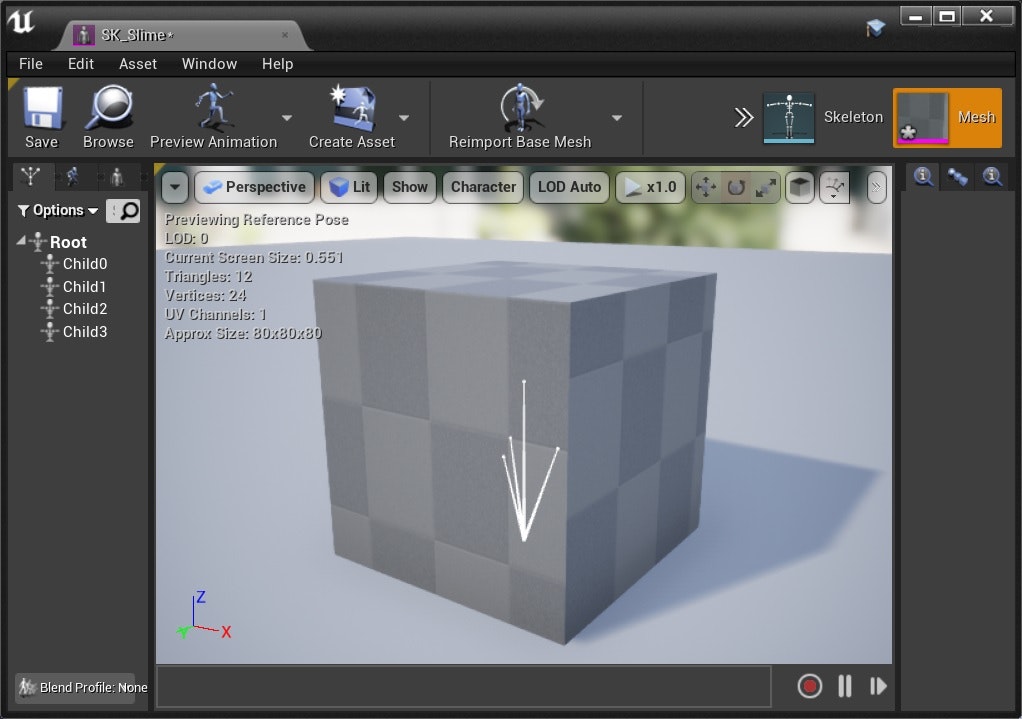 SK_Slime*
File Edit Asset Window Help
Save Browse Preview Animation Create Asset Reimport Base Mesh Skeleton Mesh
Perspective Lit Show Character LOD Auto x1.0
Options
Previewing Reference Pose
LOD: 0
Current Screen Size: 0.551
Triangles: 12
Vertices: 24
UV Channels: 1
Approx Size: 80x80x80
Root
Child0
Child1
Child2
Child3
Z
Y
X
Blend Profile: None